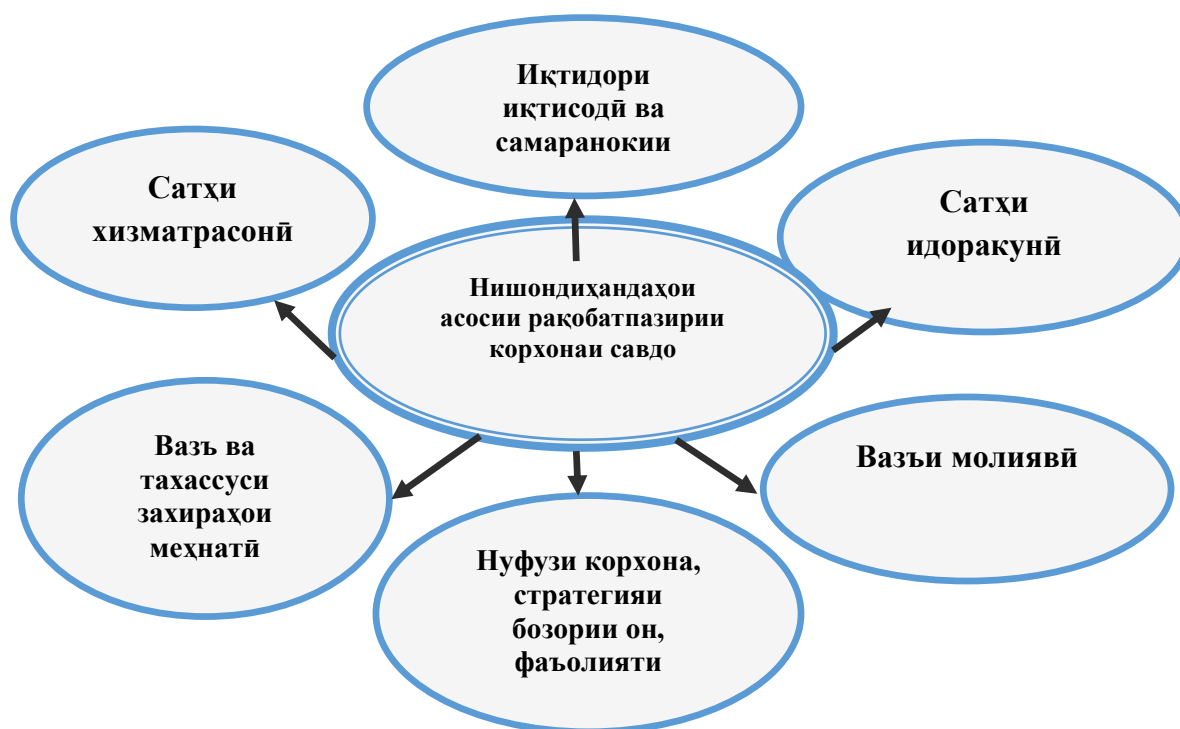 Иқтидори
иқтисодӣ ва
самаранокии
Сатҳи
хизматрасонӣ
Сатҳи
идоракунӣ
Нишондиҳандаҳои
асосии рақобатпазирии
корхонаи савдо
Вазъ ва
тахассуси
захираҳои
меҳнатӣ
Вазъи молиявӣ
Нуфузи корхона,
стратегияи
бозории он,
фаъолияти